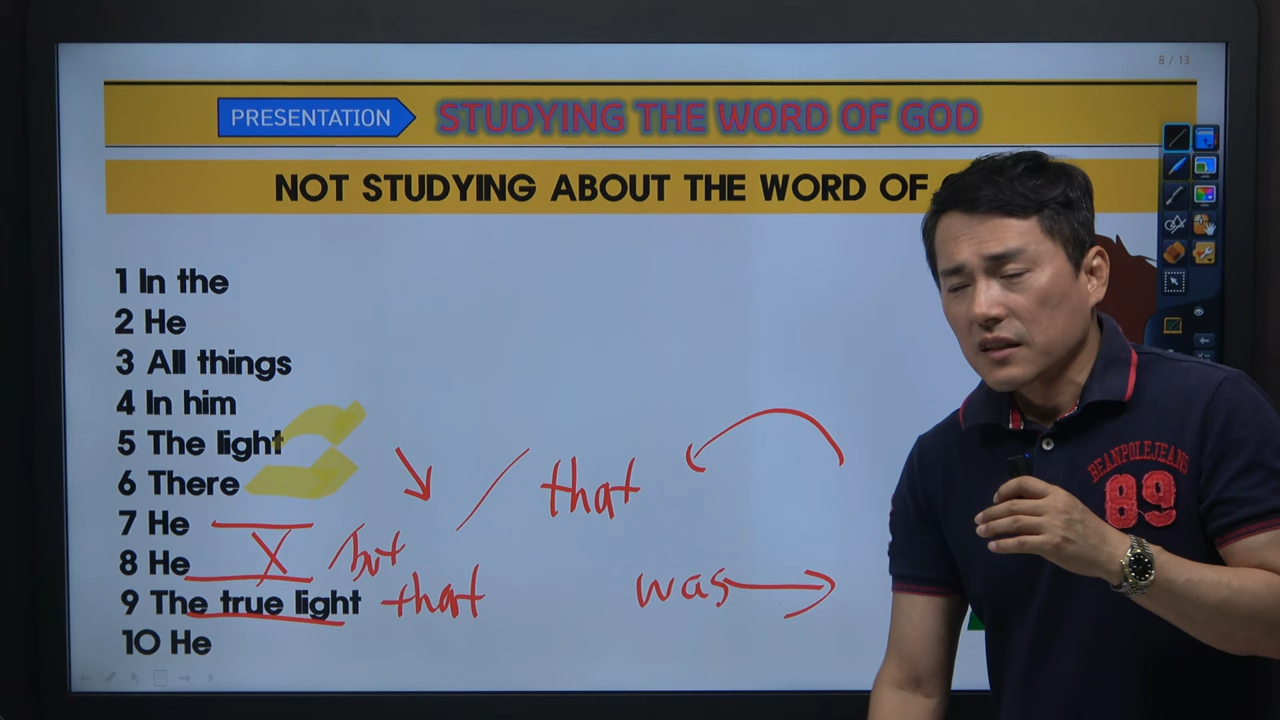 8 / 13
PRESENTATION STUDYING THE WORD OF GOD
NOT STUDYING ABOUT THE WORD OF
1 In the
2 He
3 All things
4 In him
5 The light
6 There
that
7 He
8 He X but
9 The true light that was
10 He
BEANPOLEJEANS
89